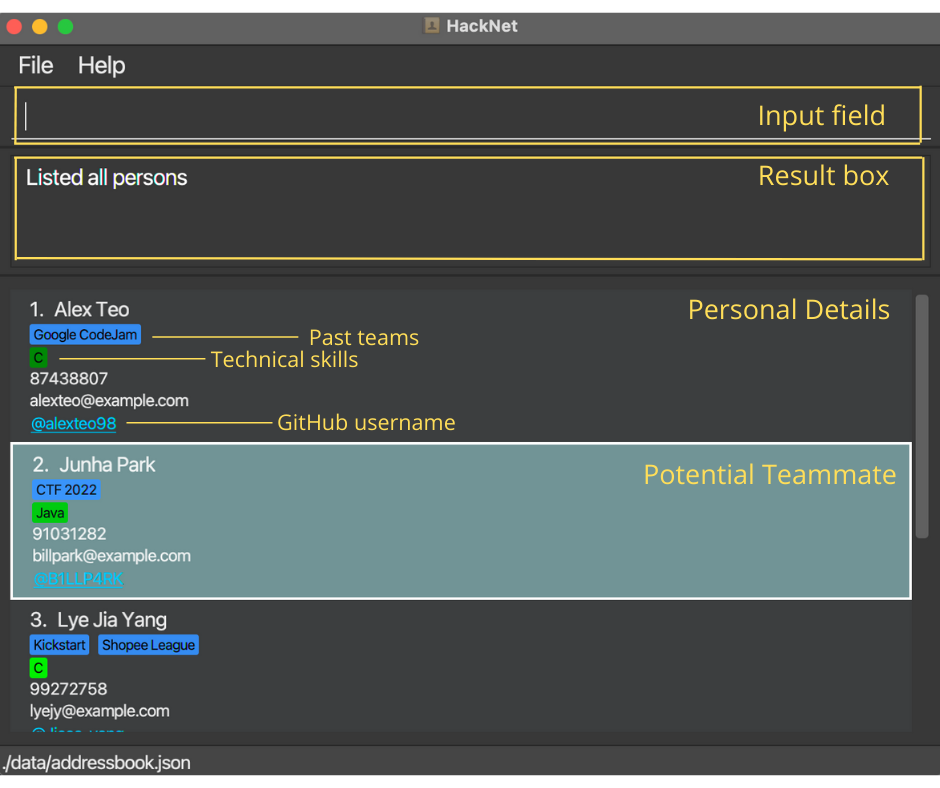 HackNet
File Help
Input field
Listed all persons Result box
1. Alex Teo Personal Details
Google CodeJam Past teams
C Technical skills
87438807
alexteo@example.com
@alexteo98 GitHub username
2. Junha Park Potential Teammate
CTF 2022
Java
91031282
billpark@example.com
@B1LLP4RK
3. Lye Jia Yang
Kickstart Shopee League
C
99272758
lyejy@example.com
./data/addressbook.json